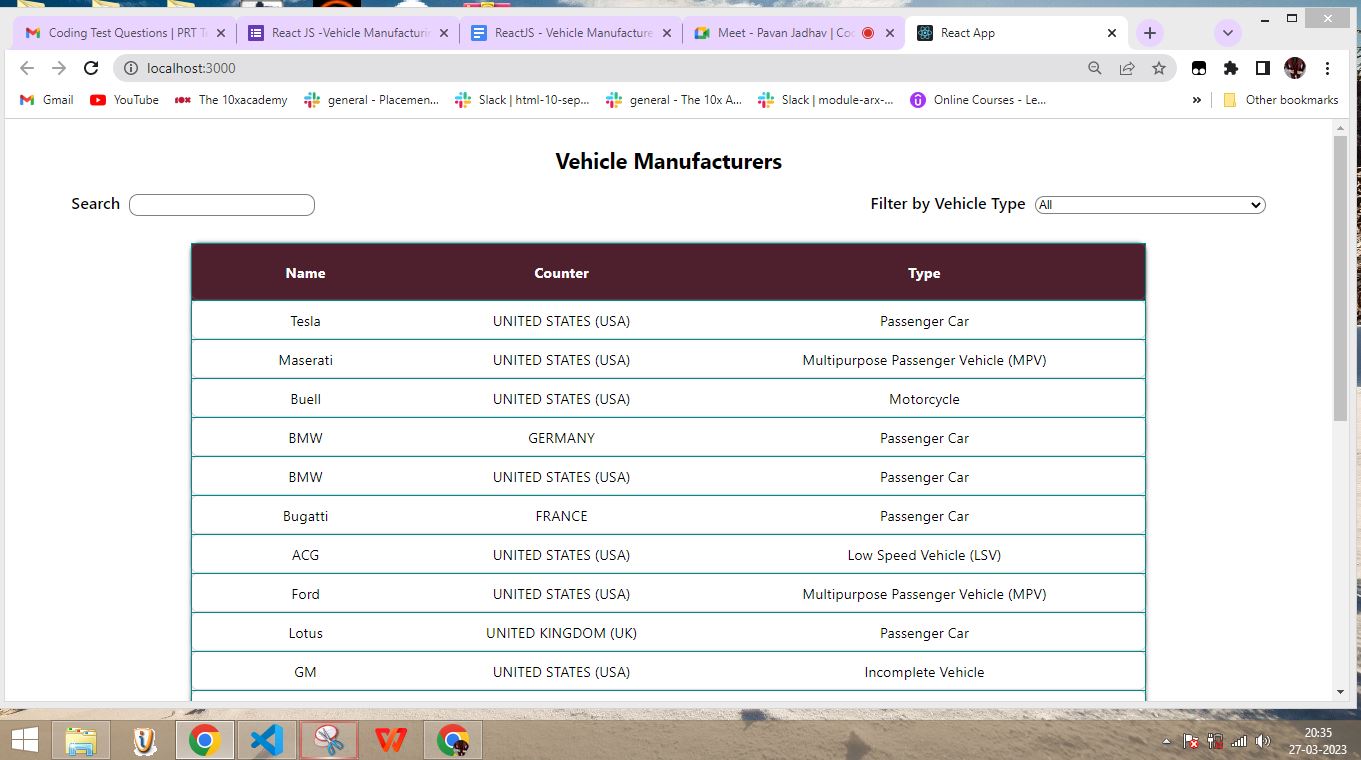 Coding Test Questions | PRT T
React JS -Vehicle Manufacturin
ReactJS - Vehicle Manufacture
Meet - Pavan Jadhav | Coc
React App
localhost:3000
Gmail
YouTube
The 10xacademy
general - Placemen...
Slack | html-10-sep...
general - The 10x A...
Slack | module-arx-...
Online Courses - Le...
»
Other bookmarks
Vehicle Manufacturers
Search
Filter by Vehicle Type All
Name Counter Type
Tesla UNITED STATES (USA) Passenger Car
Maserati UNITED STATES (USA) Multipurpose Passenger Vehicle (MPV)
Buell UNITED STATES (USA) Motorcycle
BMW GERMANY Passenger Car
BMW UNITED STATES (USA) Passenger Car
Bugatti FRANCE Passenger Car
ACG UNITED STATES (USA) Low Speed Vehicle (LSV)
Ford UNITED STATES (USA) Multipurpose Passenger Vehicle (MPV)
Lotus UNITED KINGDOM (UK) Passenger Car
GM UNITED STATES (USA) Incomplete Vehicle
20:35
27-03-2023